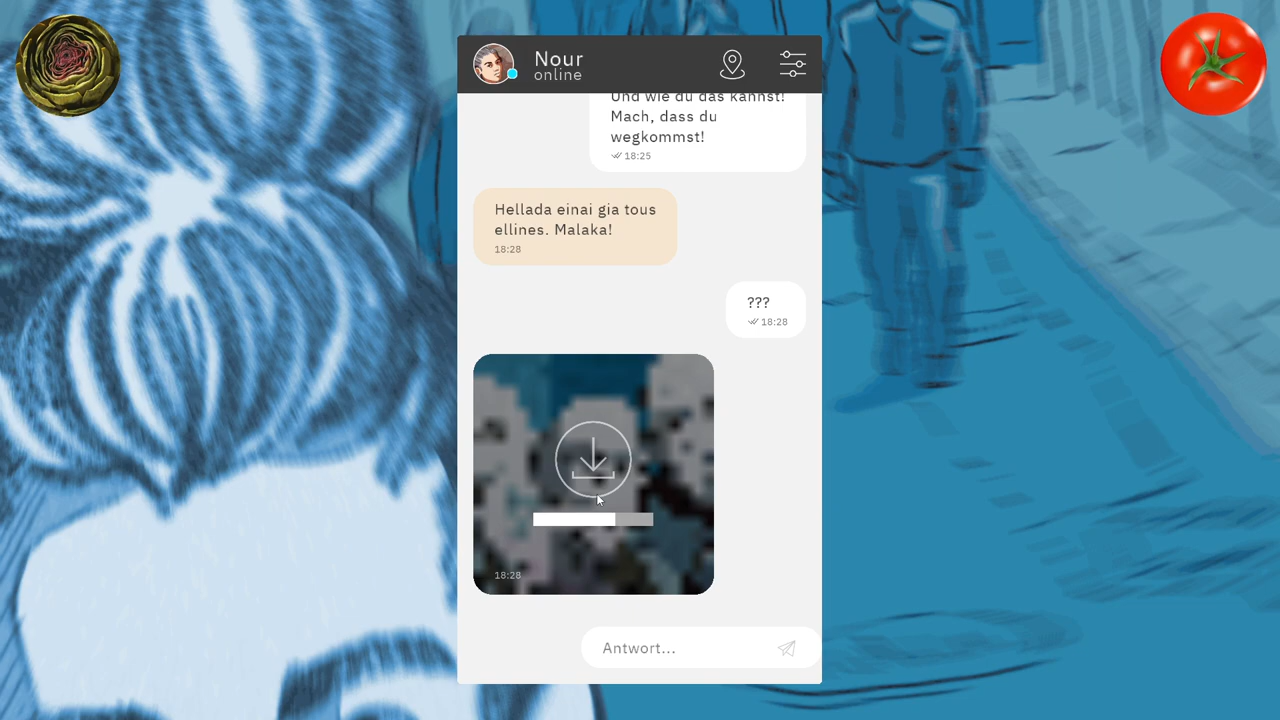 Nour
online
Und wie du das kannst!
Mach, dass du
wegkommst!
18:25
Hellada einai gia tous
ellines. Malaka!
18:28
???
18:28
18:28
Antwort...